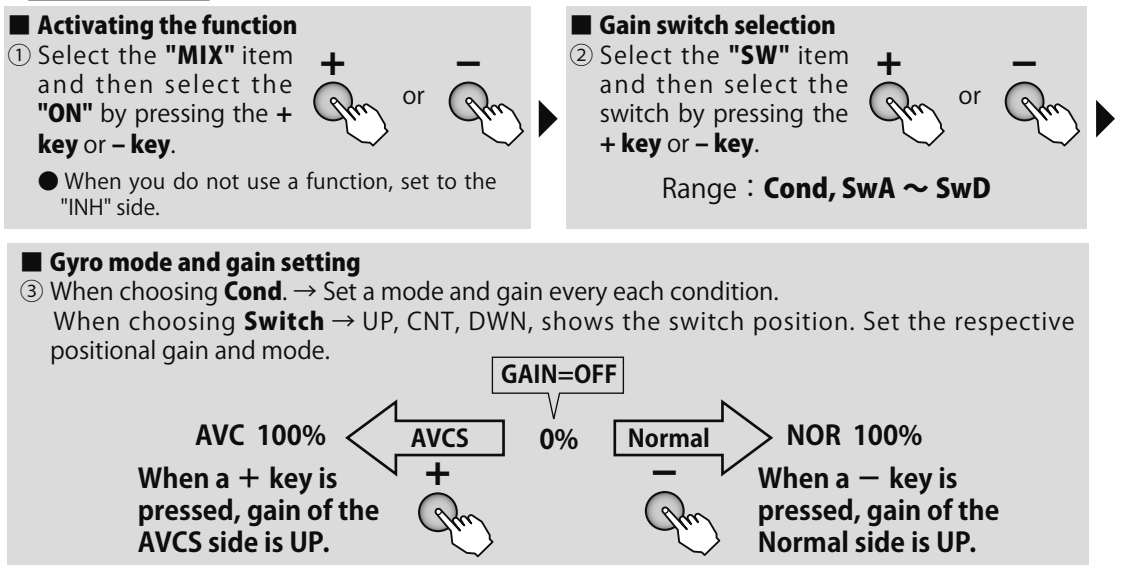 ■ Activating the function
① Select the "MIX" item
and then select the
"ON" by pressing the +
key or – key.
+ or −
● When you do not use a function, set to the
"INH" side.
■ Gain switch selection
② Select the "SW" item
and then select the
switch by pressing the
+ key or – key.
+ or −
Range : Cond, SwA ～ SwD
■ Gyro mode and gain setting
③ When choosing Cond. → Set a mode and gain every each condition.
When choosing Switch → UP, CNT, DWN, shows the switch position. Set the respective
positional gain and mode.
GAIN=OFF
AVC 100% AVCS 0% Normal NOR 100%
+ −
When a + key is
pressed, gain of the
AVCS side is UP.
When a − key is
pressed, gain of the
Normal side is UP.